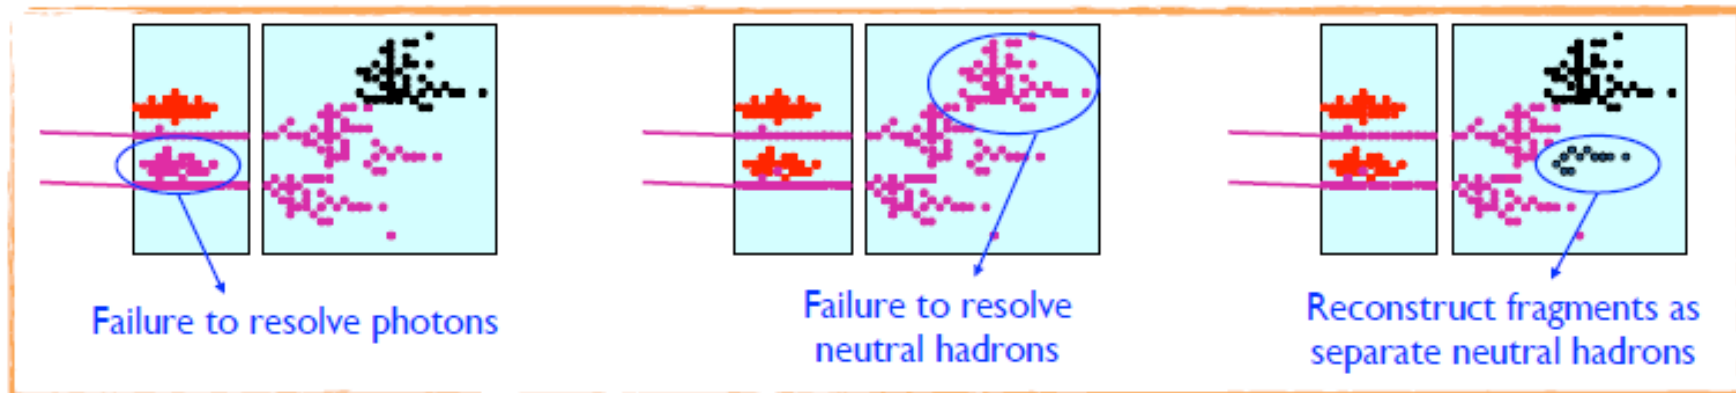 Failure to resolve photons
Failure to resolve
neutral hadrons
Reconstruct fragments as
separate neutral hadrons